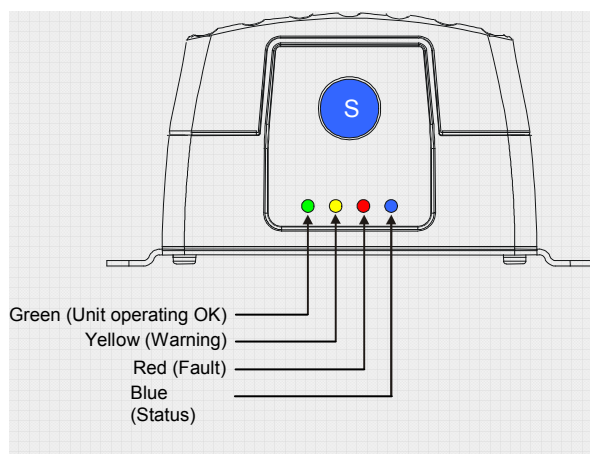 S
Green (Unit operating OK)
Yellow (Warning)
Red (Fault)
Blue
(Status)